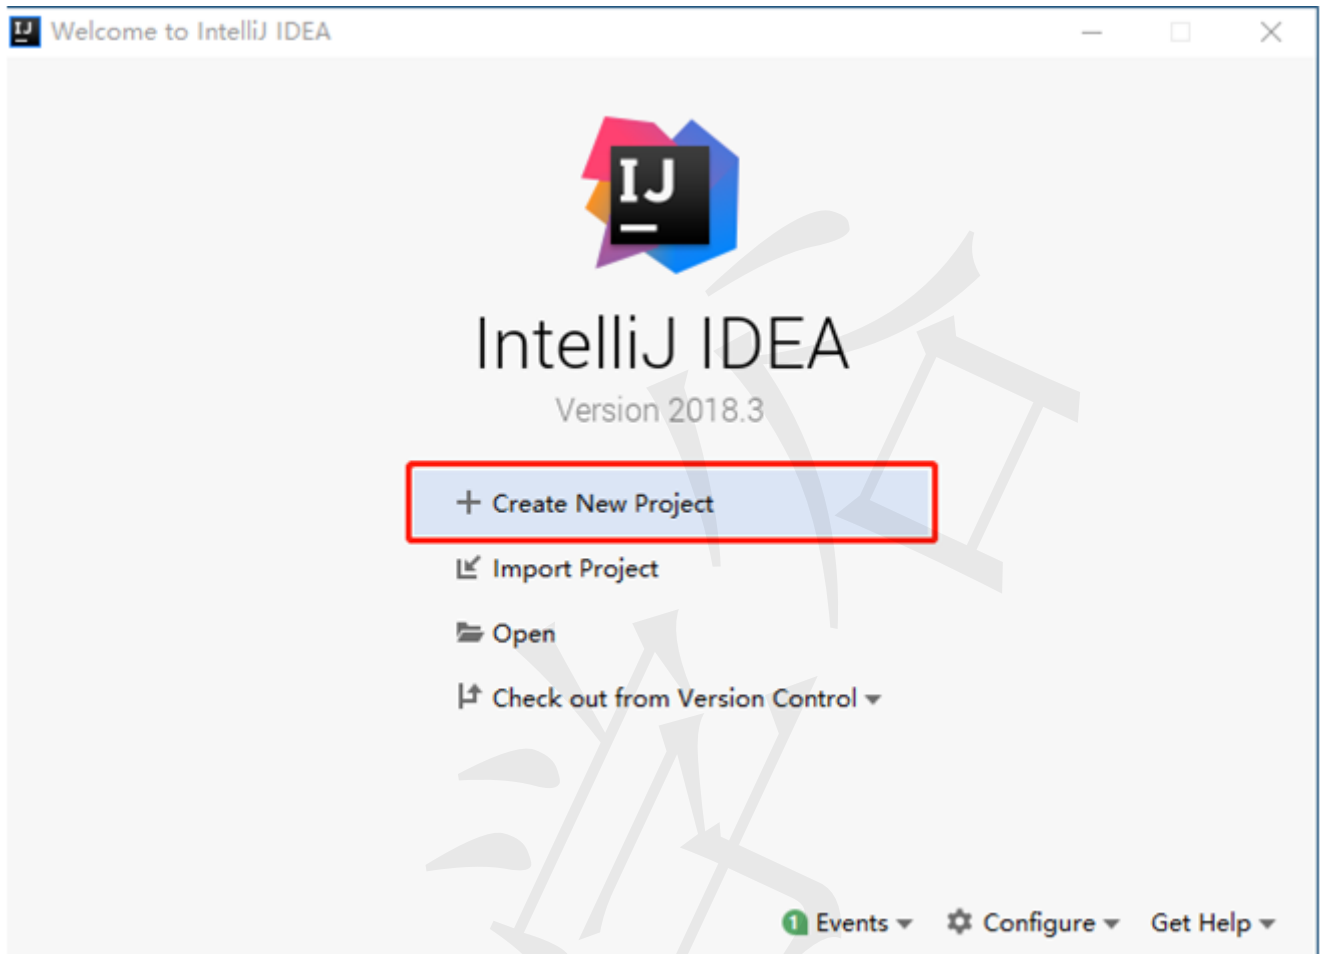 Welcome to IntelliJ IDEA
IJ
IntelliJ IDEA
Version 2018.3
Create New Project
Import Project
Open
Check out from Version Control
1 Events
Configure
Get Help